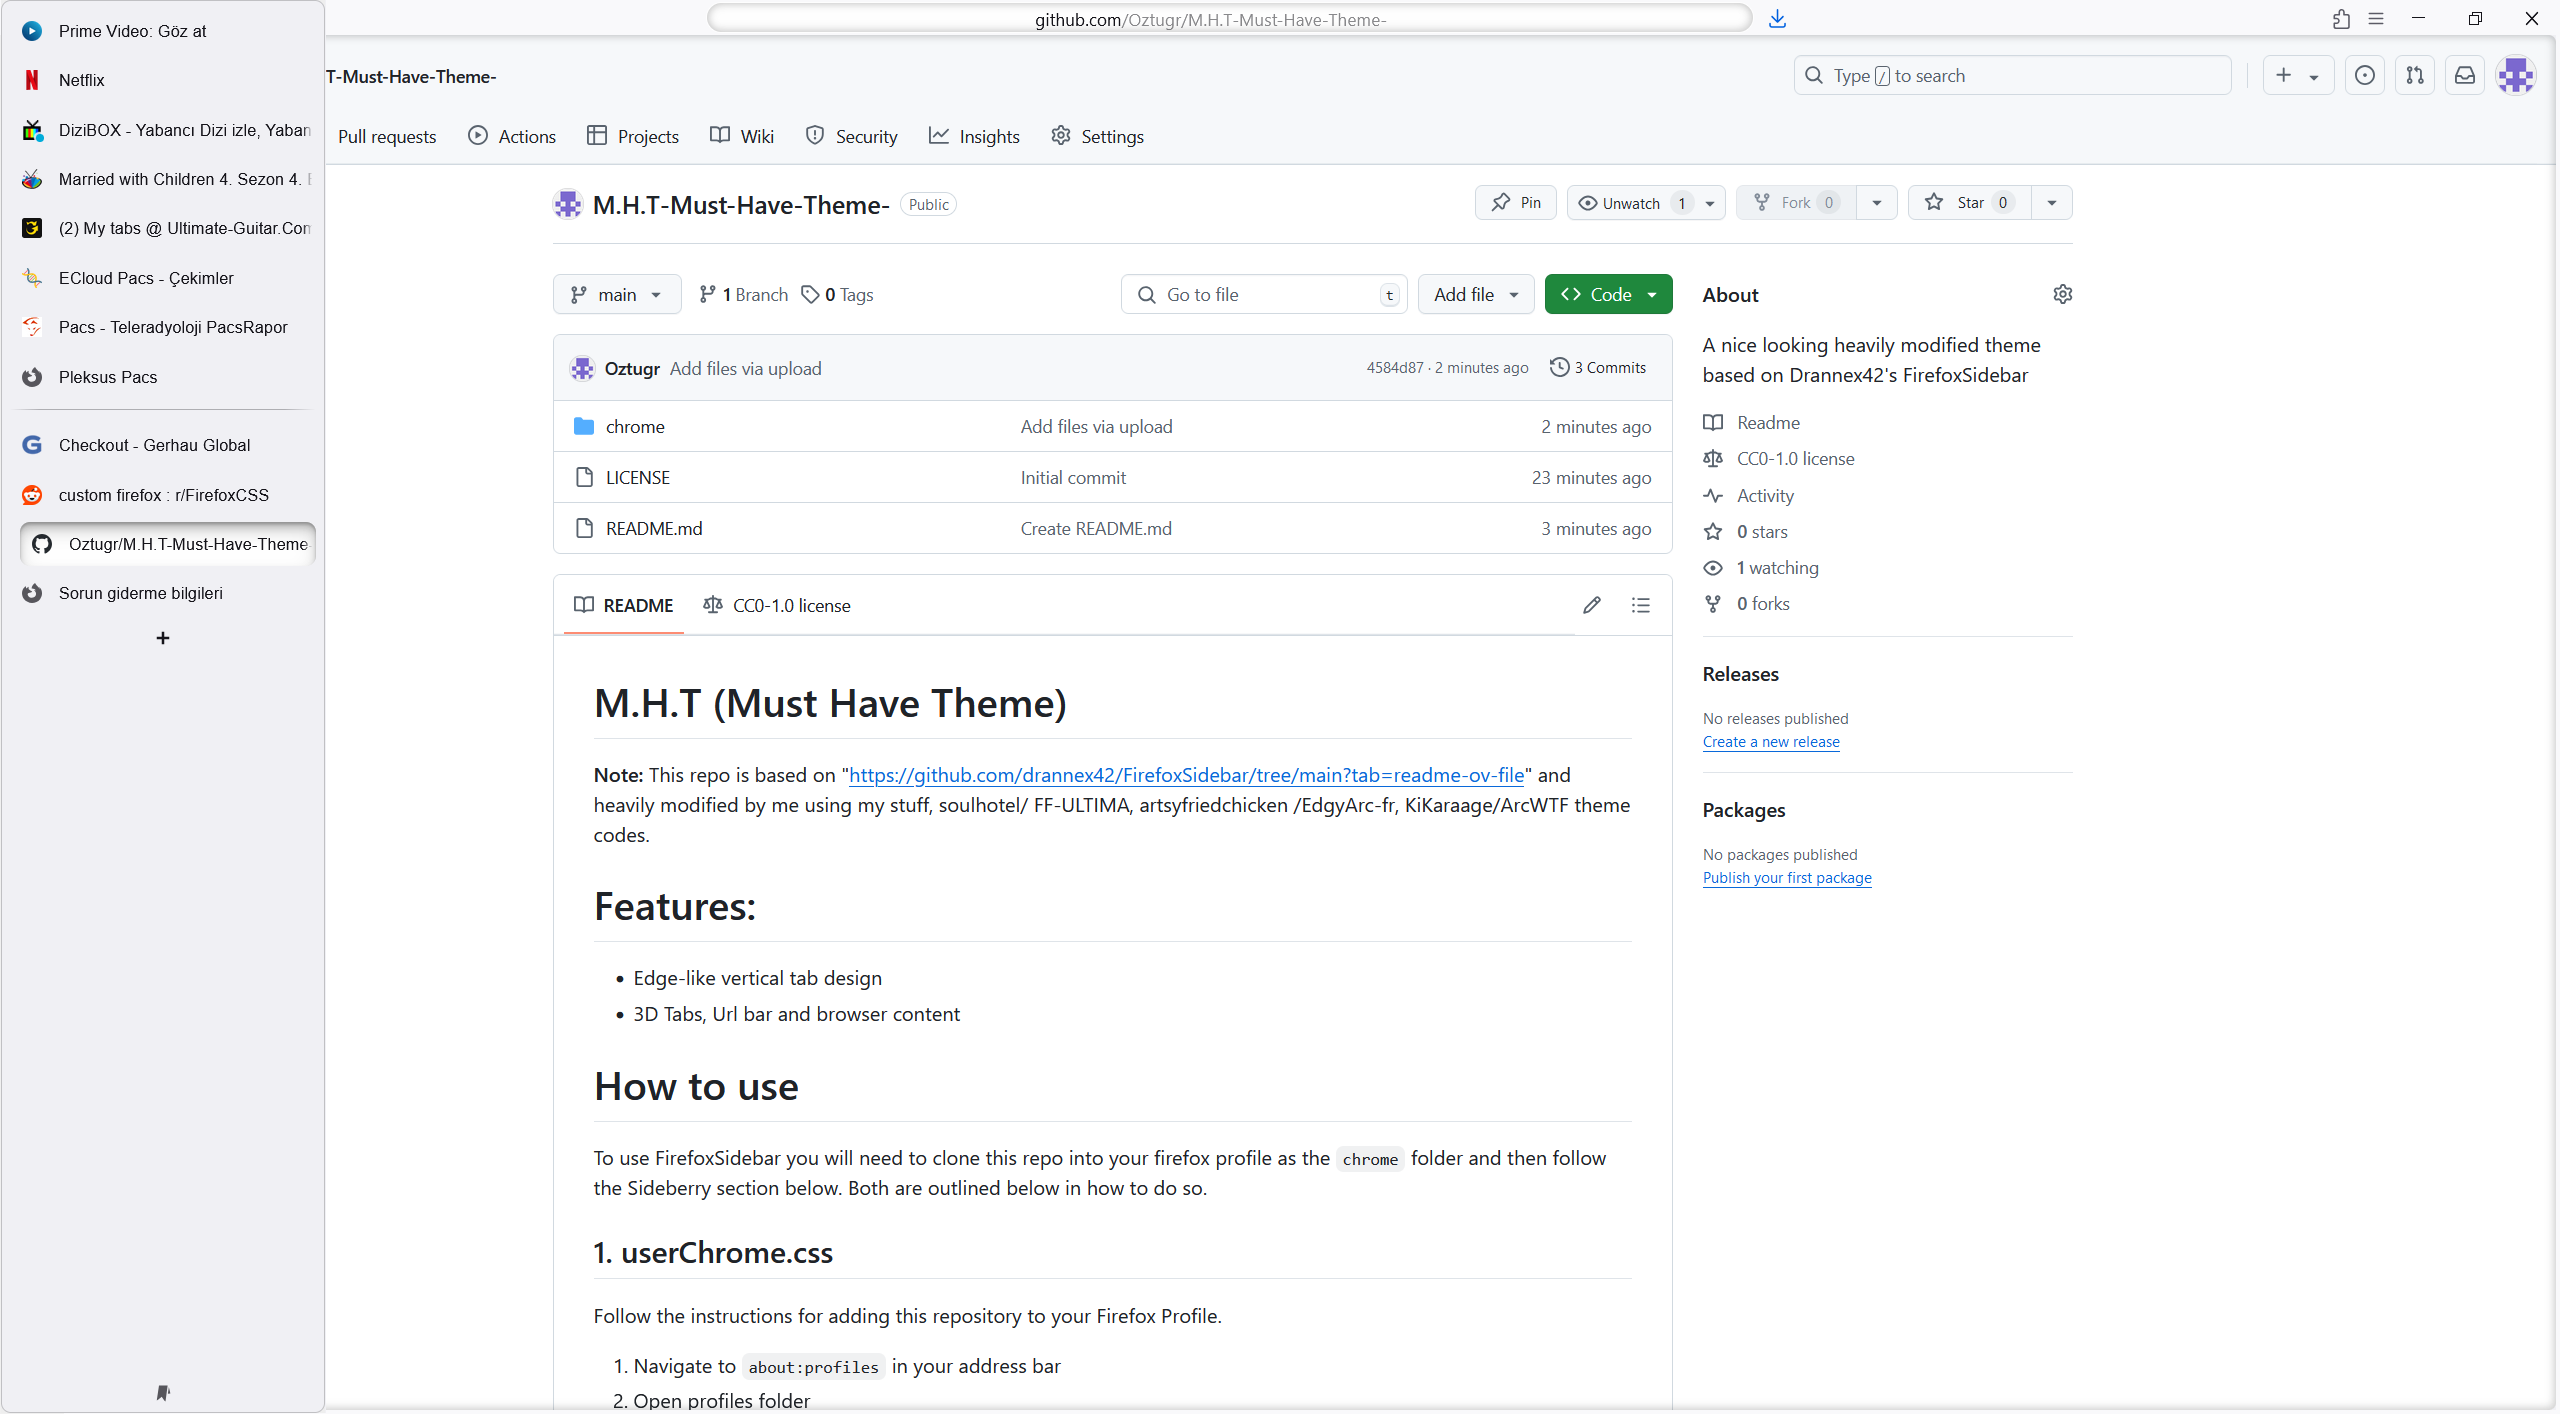 Prime Video: Göz at
Netflix
DiziBOX - Yabancı Dizi izle, Yaban
Married with Children 4. Sezon 4.
(2) My tabs @ Ultimate-Guitar.Com
ECloud Pacs - Çekimler
Pacs - Teleradyoloji PacsRapor
Pleksus Pacs
Checkout - Gerhau Global
custom firefox : r/FirefoxCSS
Oztugr/M.H.T-Must-Have-Theme-
Sorun giderme bilgileri
github.com/Oztugr/M.H.T-Must-Have-Theme-
T-Must-Have-Theme-
Type / to search
Pull requests Actions Projects Wiki Security Insights Settings
M.H.T-Must-Have-Theme- Public
Pin Unwatch 1 Fork 0 Star 0
main 1 Branch 0 Tags Go to file t Add file Code
Oztugr Add files via upload 4584d87 · 2 minutes ago 3 Commits
chrome Add files via upload 2 minutes ago
LICENSE Initial commit 23 minutes ago
README.md Create README.md 3 minutes ago
README CC0-1.0 license
M.H.T (Must Have Theme)
Note: This repo is based on "https://github.com/drannex42/FirefoxSidebar/tree/main?tab=readme-ov-file" and
heavily modified by me using my stuff, soulhotel/ FF-ULTIMA, artsyfriedchicken /EdgyArc-fr, KiKaraage/ArcWTF theme
codes.
Features:
• Edge-like vertical tab design
• 3D Tabs, Url bar and browser content
How to use
To use FirefoxSidebar you will need to clone this repo into your firefox profile as the chrome folder and then follow
the Sideberry section below. Both are outlined below in how to do so.
1. userChrome.css
Follow the instructions for adding this repository to your Firefox Profile.
1. Navigate to about:profiles in your address bar
2. Open profiles folder
About
A nice looking heavily modified theme
based on Drannex42's FirefoxSidebar
Readme
CC0-1.0 license
Activity
0 stars
1 watching
0 forks
Releases
No releases published
Create a new release
Packages
No packages published
Publish your first package